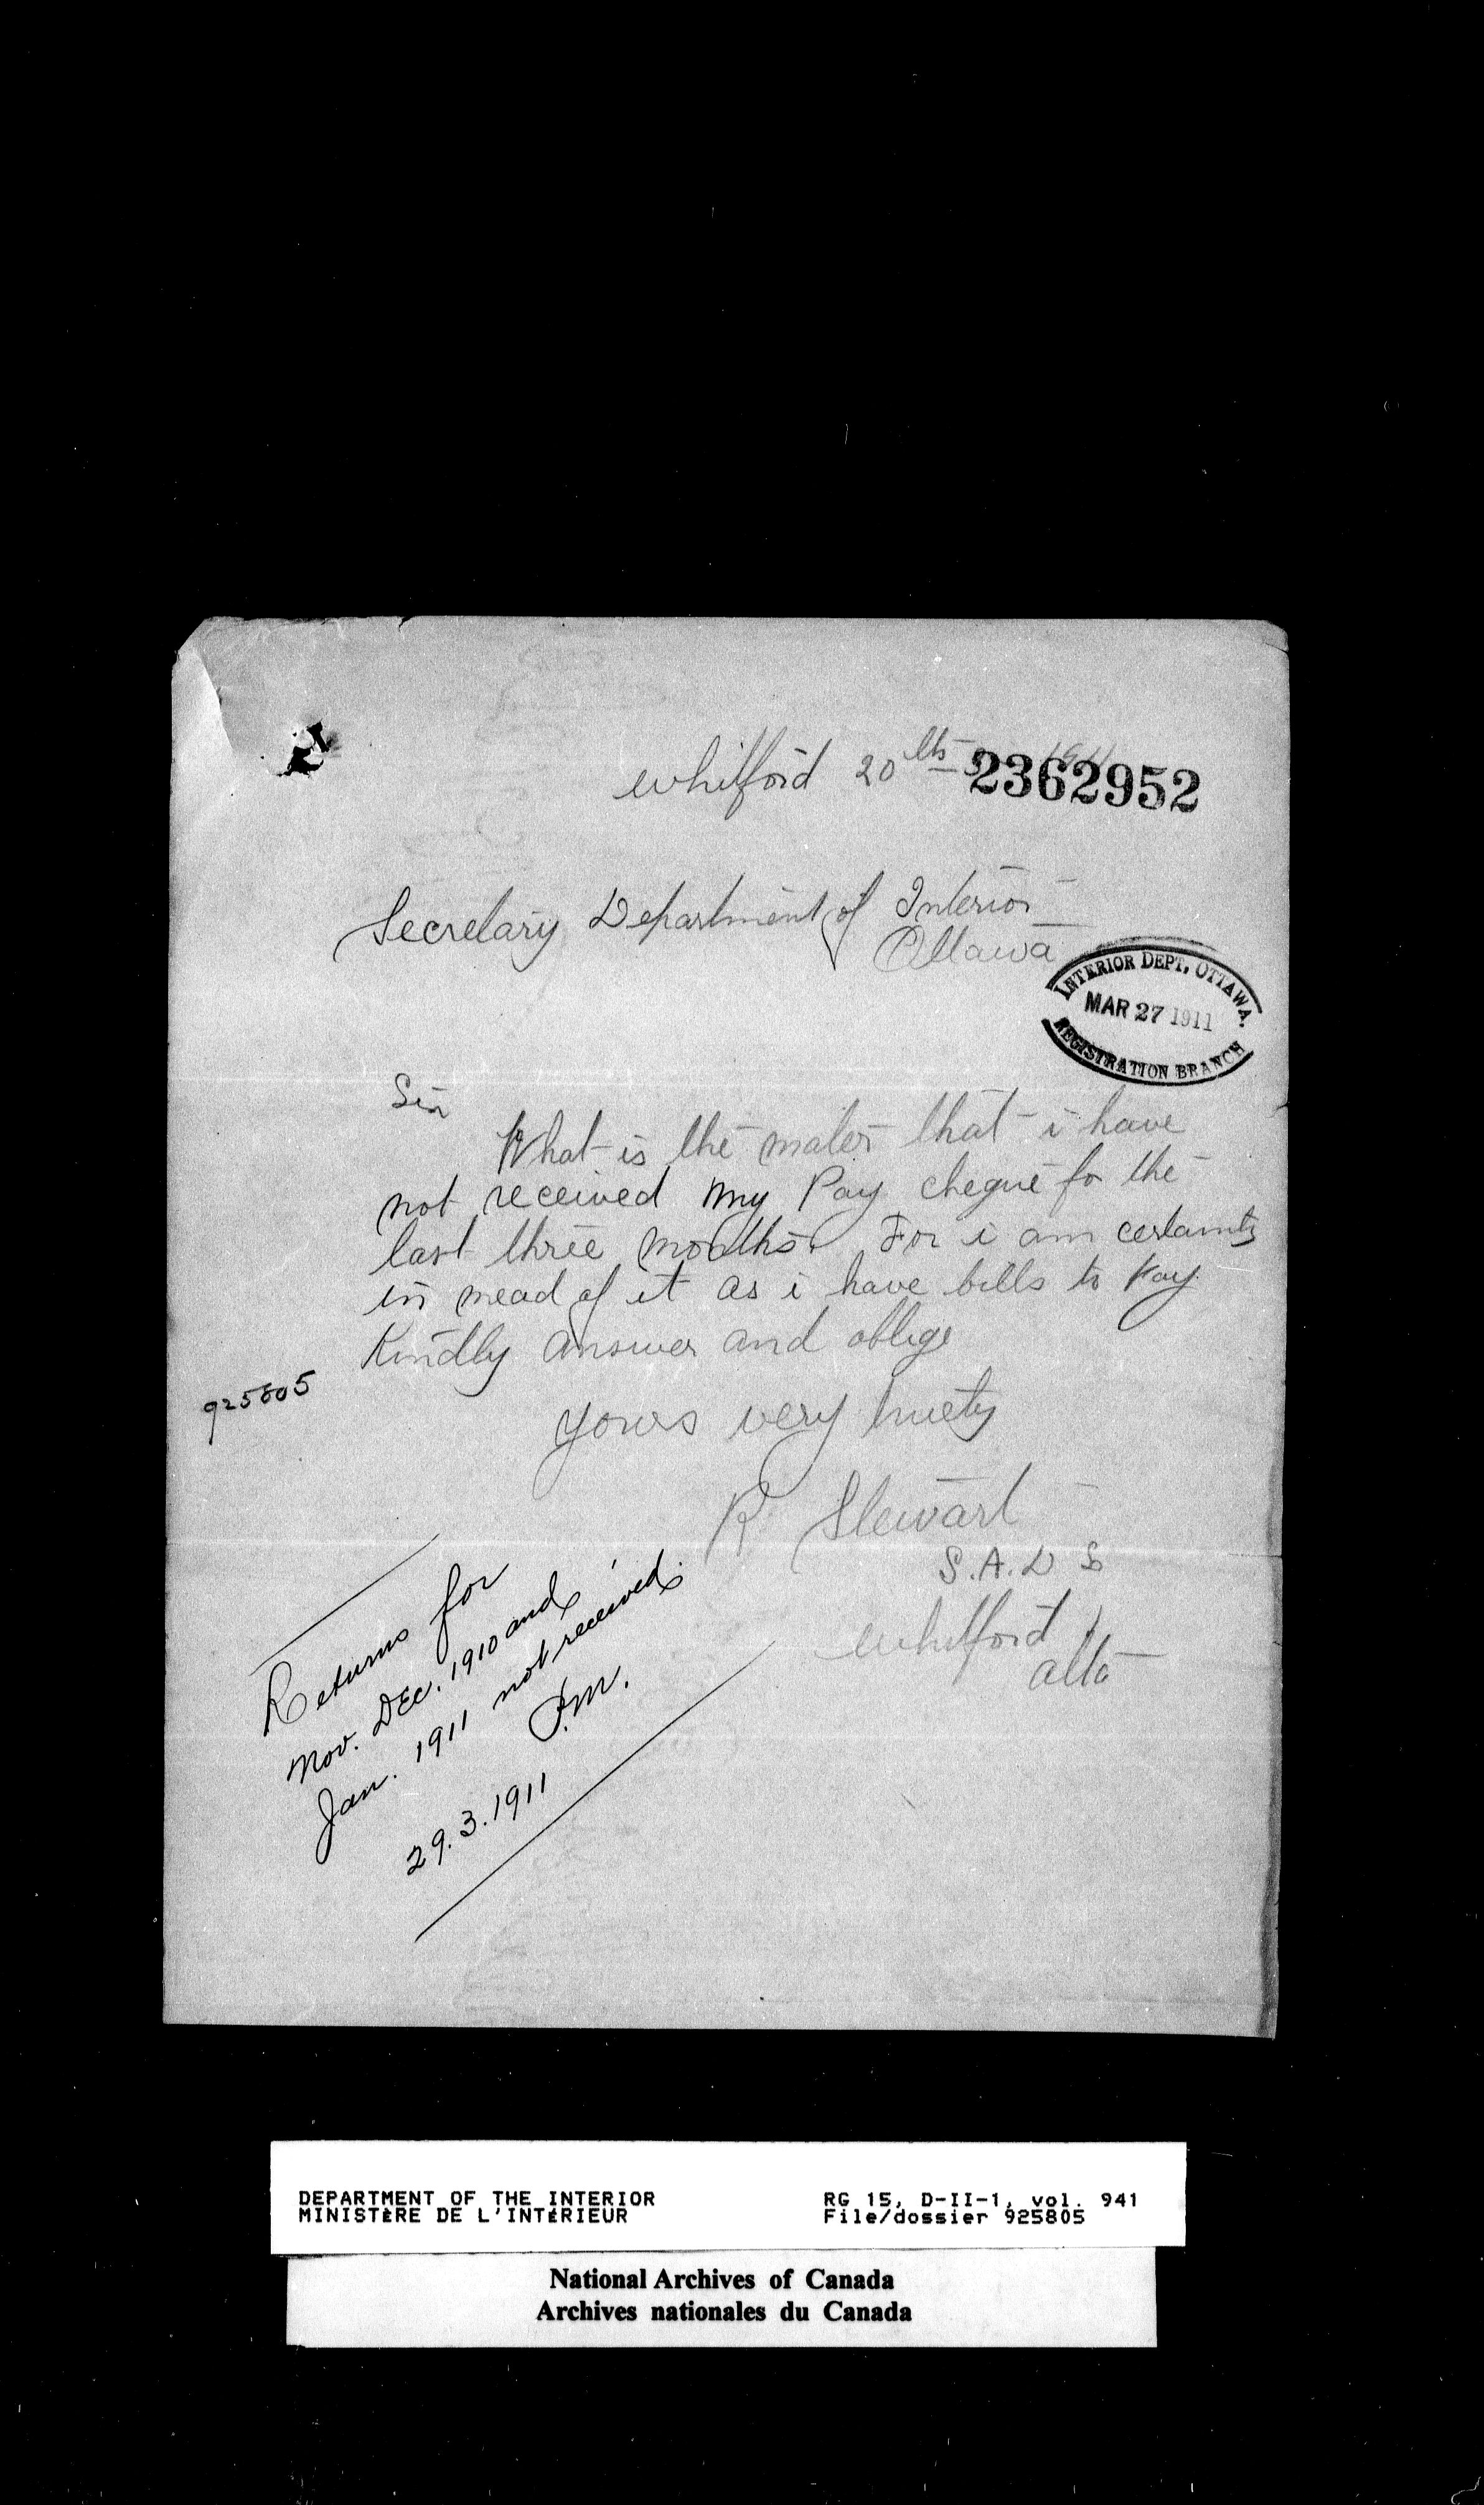 Whitford 20 lth - 1911
2362952
Secretary Department of Interior
Ottawa
INTERIOR DEPT, OTTAWA.
MAR 27 1911
REGISTRATION BRANCH
Sir
What is the mater that i have
not received my Pay cheque fo the
last three months. For i am certainty
in nead of it as i have bills to Pay.
Kindly answer and oblige
925805
yours very truely
R Stewart
S.A.D S
Whitford,
alta
Returns for
Nov. Dec. 1910 and
Jan. 1911 not received.
29.3.1911
DEPARTMENT OF THE INTERIOR
MINISTÈRE DE L'INTÉRIEUR
RG 15, D-II-1, vol. 941
File/dossier 925805
National Archives of Canada
Archives nationales du Canada